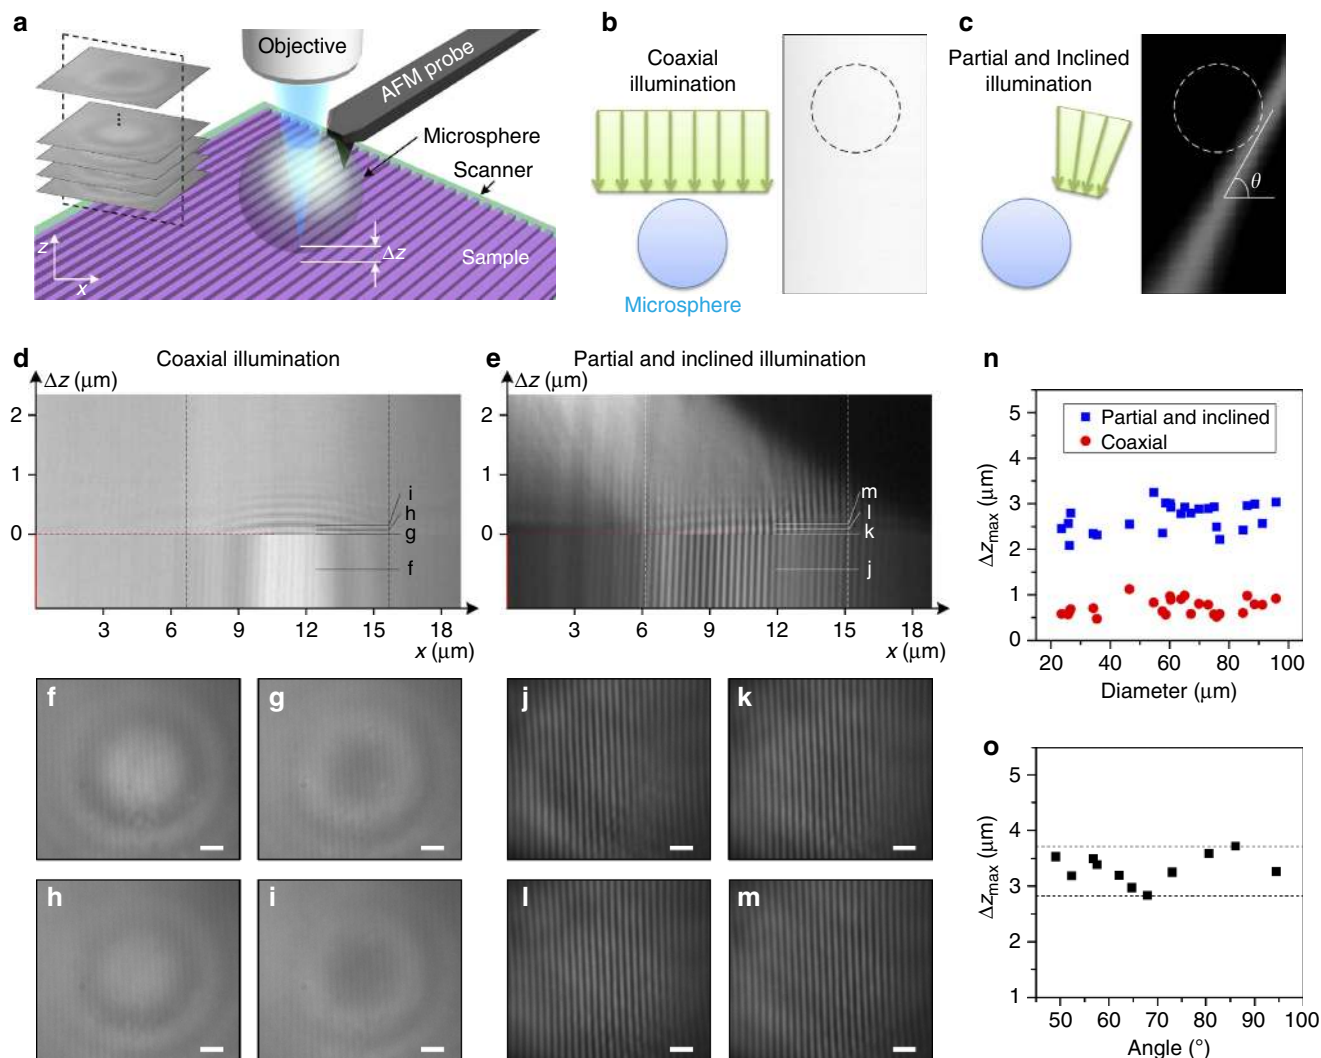 a
Objective
AFM probe
Microsphere
Scanner
Δz
Sample
z
x
b
Coaxial
illumination
Microsphere
c
Partial and Inclined
illumination
θ
d
Coaxial illumination
Δz (μm)
2
1
0
i
h
g
f
3 6 9 12 15 18
x (μm)
e
Partial and inclined illumination
Δz (μm)
2
1
0
m
l
k
j
3 6 9 12 15 18
x (μm)
f
g
h
i
j
k
l
m
n
Partial and inclined
Coaxial
Δzmax (μm)
5
4
3
2
1
0
20 40 60 80 100
Diameter (μm)
o
Δzmax (μm)
5
4
3
2
1
50 60 70 80 90 100
Angle (°)